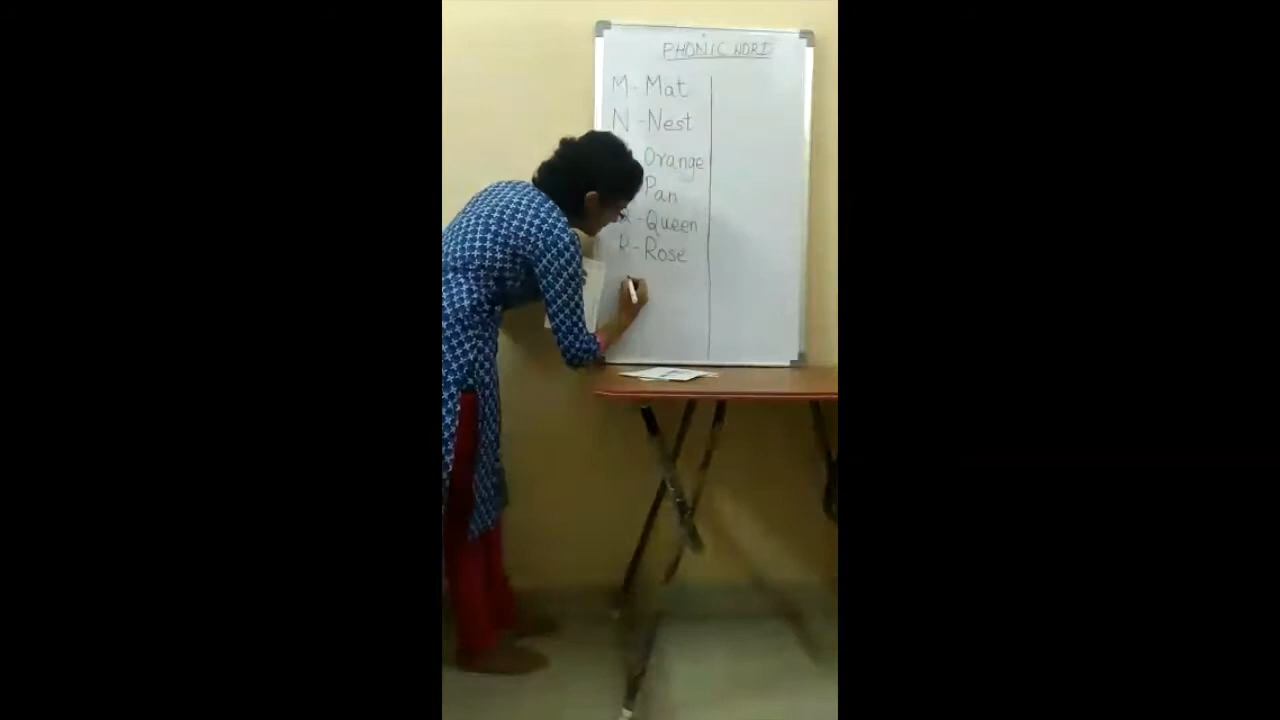 PHONIC WORD
M - Mat
N - Nest
Orange
Pan
- Queen
R - Rose